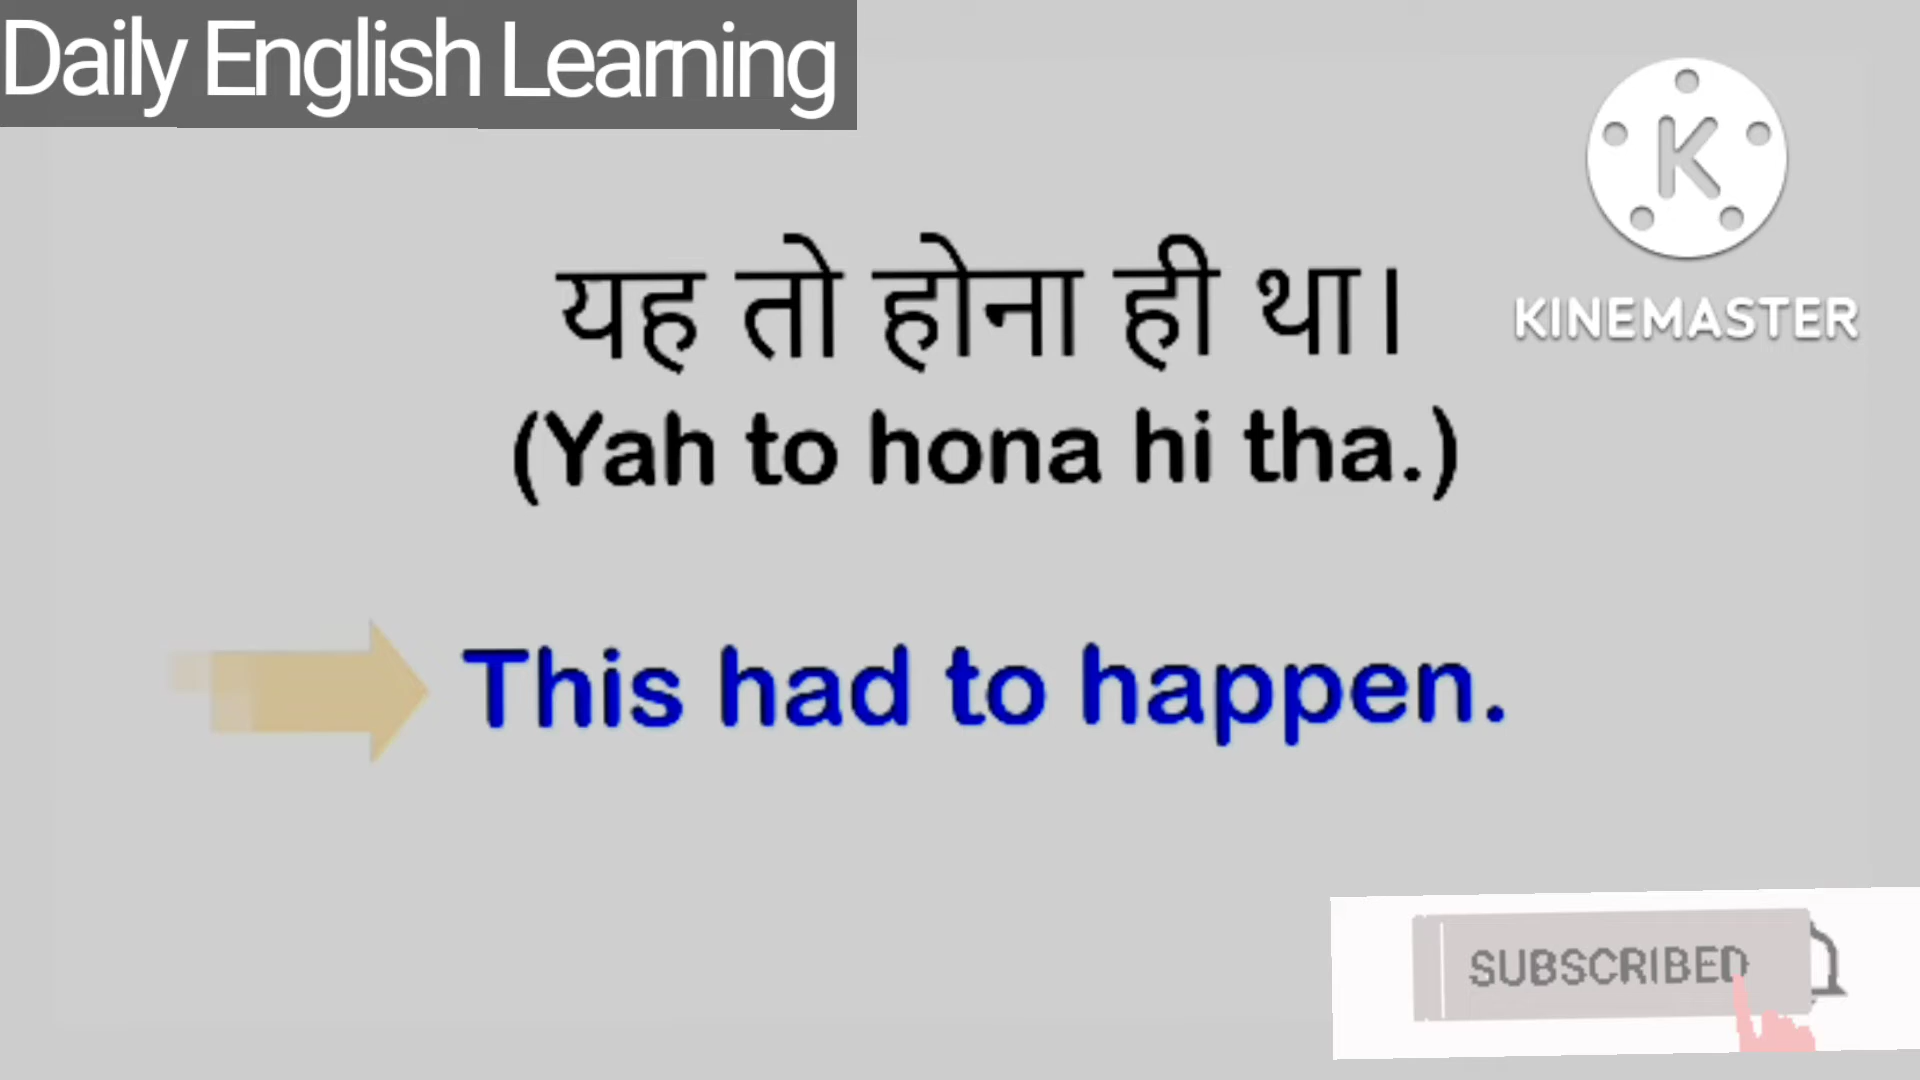 Daily English Learning
KINEMASTER
यह तो होना ही था।
(Yah to hona hi tha.)
This had to happen.
SUBSCRIBED